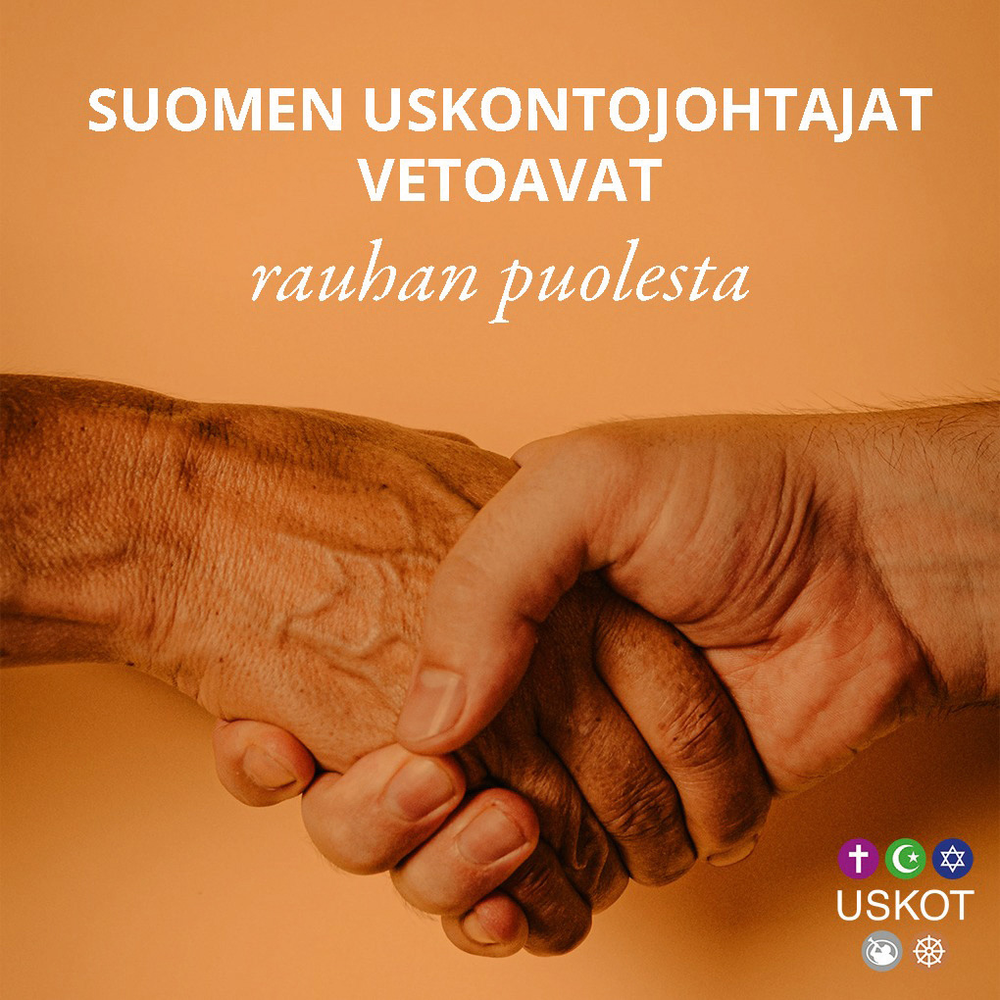 SUOMEN USKONTOJOHTAJAT
VETOAVAT
rauhan puolesta
USKOT